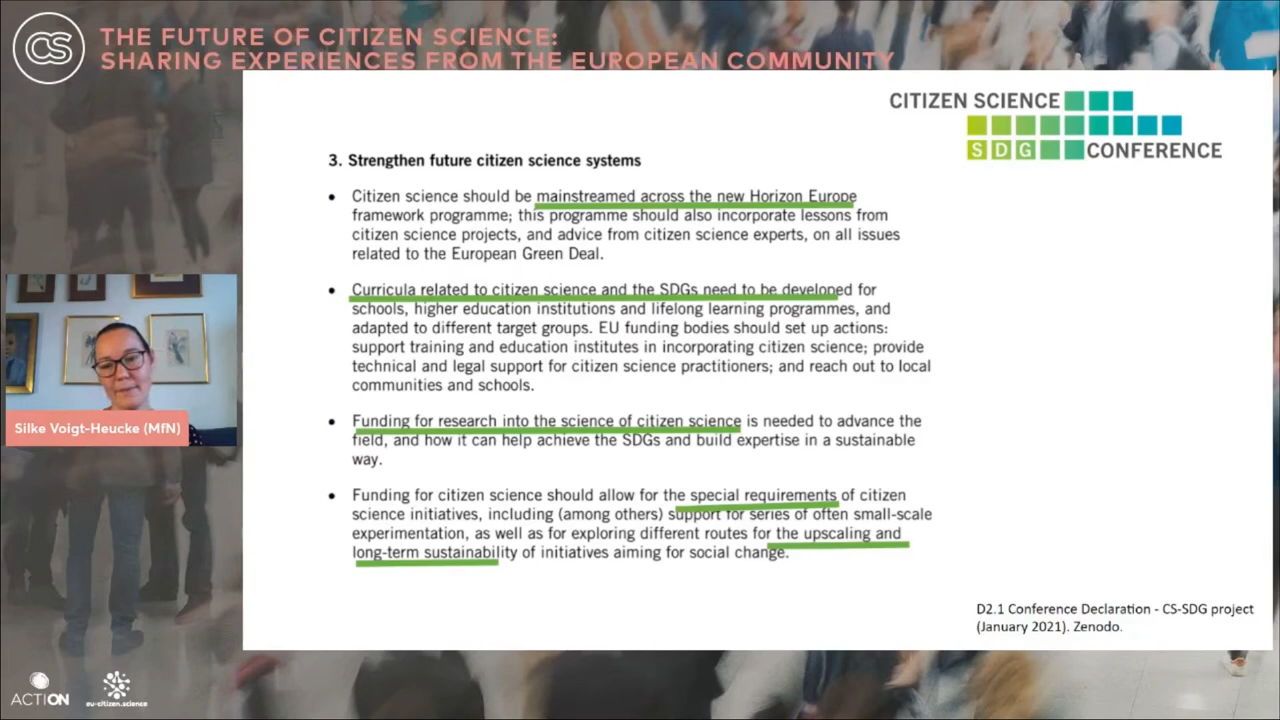 CS
THE FUTURE OF CITIZEN SCIENCE:
SHARING EXPERIENCES FROM THE EUROPEAN COMMUNITY
CITIZEN SCIENCE
SDG CONFERENCE
3. Strengthen future citizen science systems
• Citizen science should be mainstreamed across the new Horizon Europe
framework programme; this programme should also incorporate lessons from
citizen science projects, and advice from citizen science experts, on all issues
related to the European Green Deal.
• Curricula related to citizen science and the SDGs need to be developed for
schools, higher education institutions and lifelong learning programmes, and
adapted to different target groups. EU funding bodies should set up actions:
support training and education institutes in incorporating citizen science; provide
technical and legal support for citizen science practitioners; and reach out to local
communities and schools.
• Funding for research into the science of citizen science is needed to advance the
field, and how it can help achieve the SDGs and build expertise in a sustainable
way.
• Funding for citizen science should allow for the special requirements of citizen
science initiatives, including (among others) support for series of often small-scale
experimentation, as well as for exploring different routes for the upscaling and
long-term sustainability of initiatives aiming for social change.
Silke Voigt-Heucke (MfN)
D2.1 Conference Declaration - CS-SDG project
(January 2021). Zenodo.
ACTION
eu-citizen.science